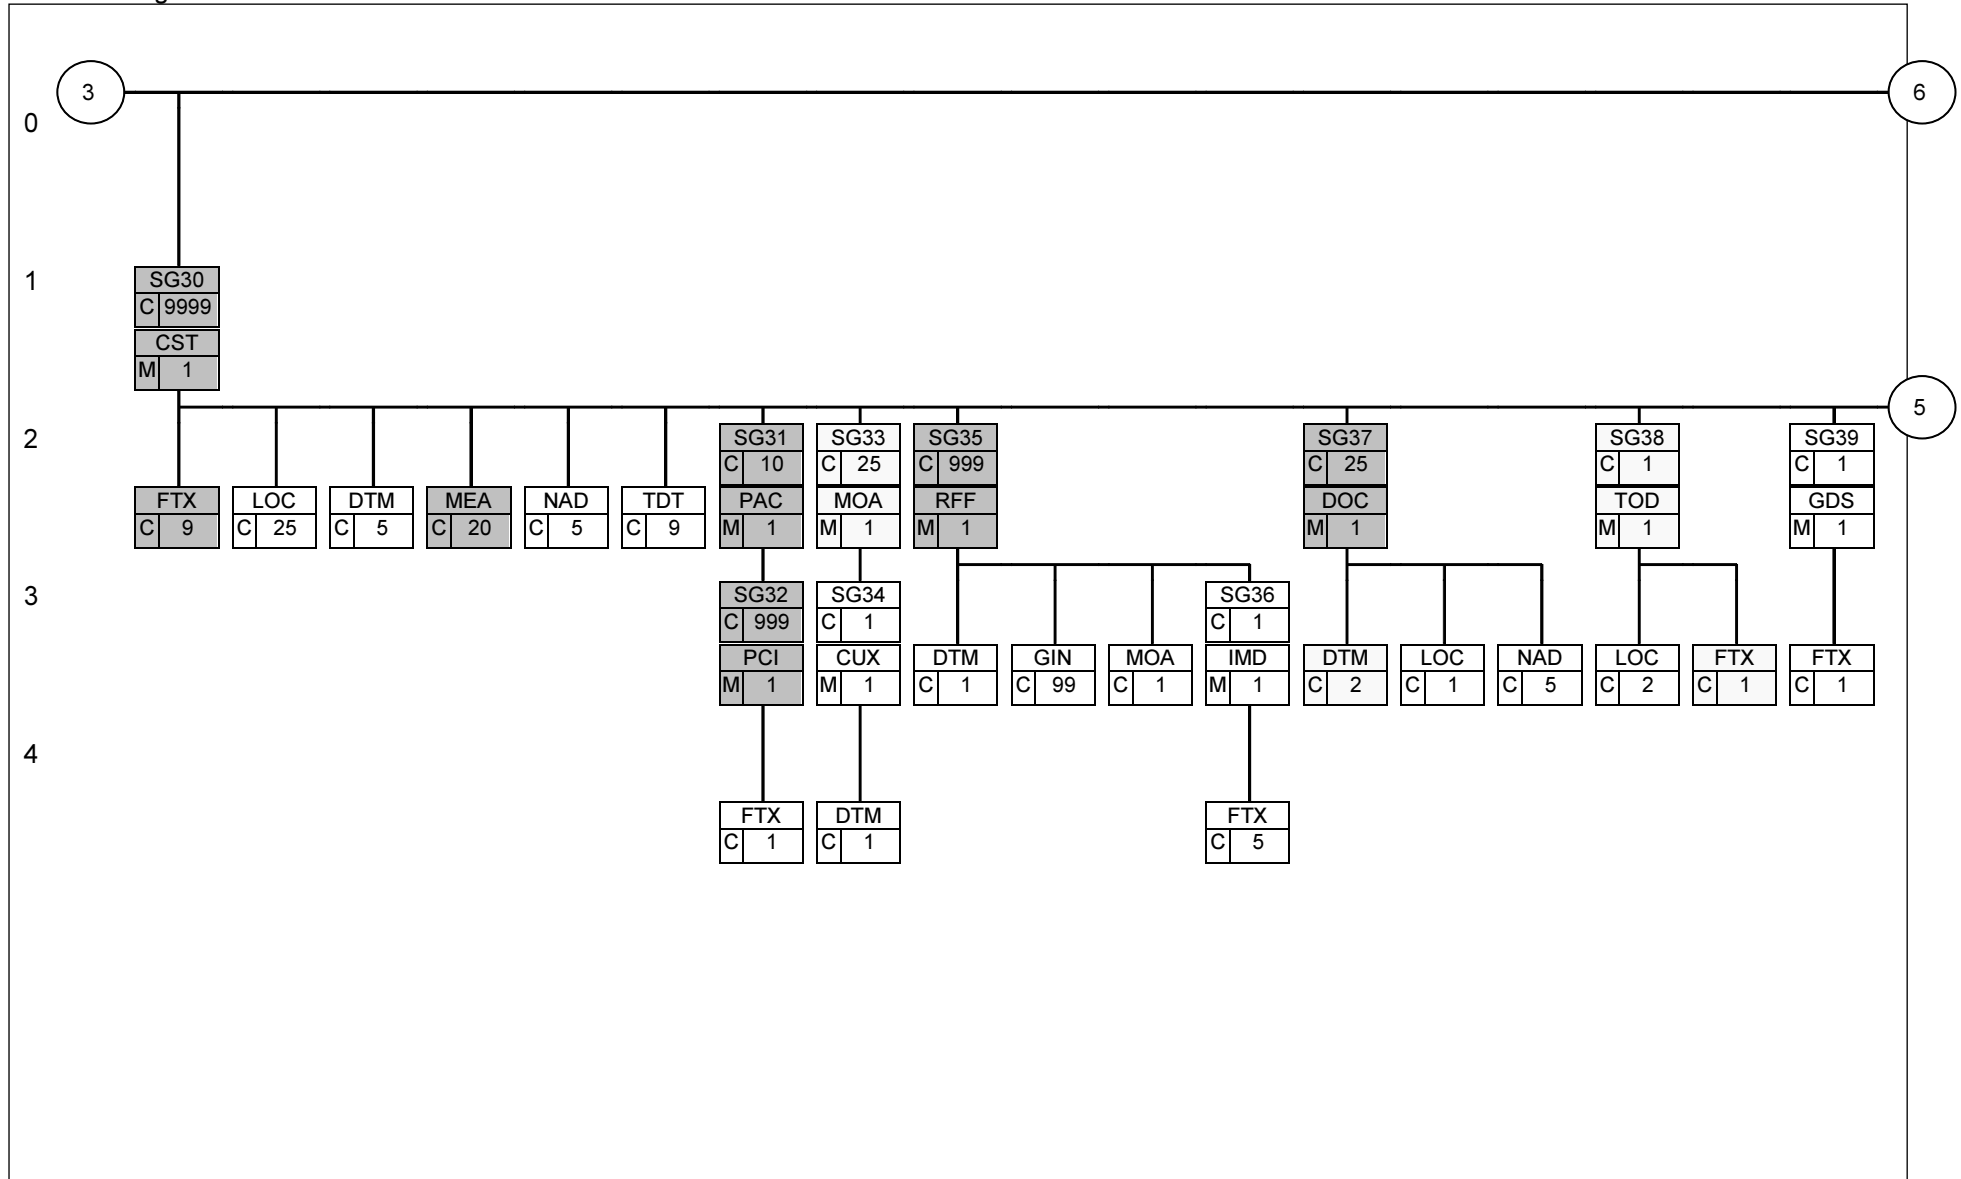 3 6
0
1
SG30
C 9999
CST
M 1
5
2
SG31 SG33 SG35 SG37 SG38 SG39
C 10 C 25 C 999 C 25 C 1 C 1
FTX LOC DTM MEA NAD TDT PAC MOA RFF DOC TOD GDS
C 9 C 25 C 5 C 20 C 5 C 9 M 1 M 1 M 1 M 1 M 1 M 1
3
SG32 SG34 SG36
C 999 C 1 C 1
PCI CUX DTM GIN MOA IMD DTM LOC NAD LOC FTX FTX
M 1 M 1 C 1 C 99 C 1 M 1 C 2 C 1 C 5 C 2 C 1 C 1
4
FTX DTM FTX
C 1 C 1 C 5